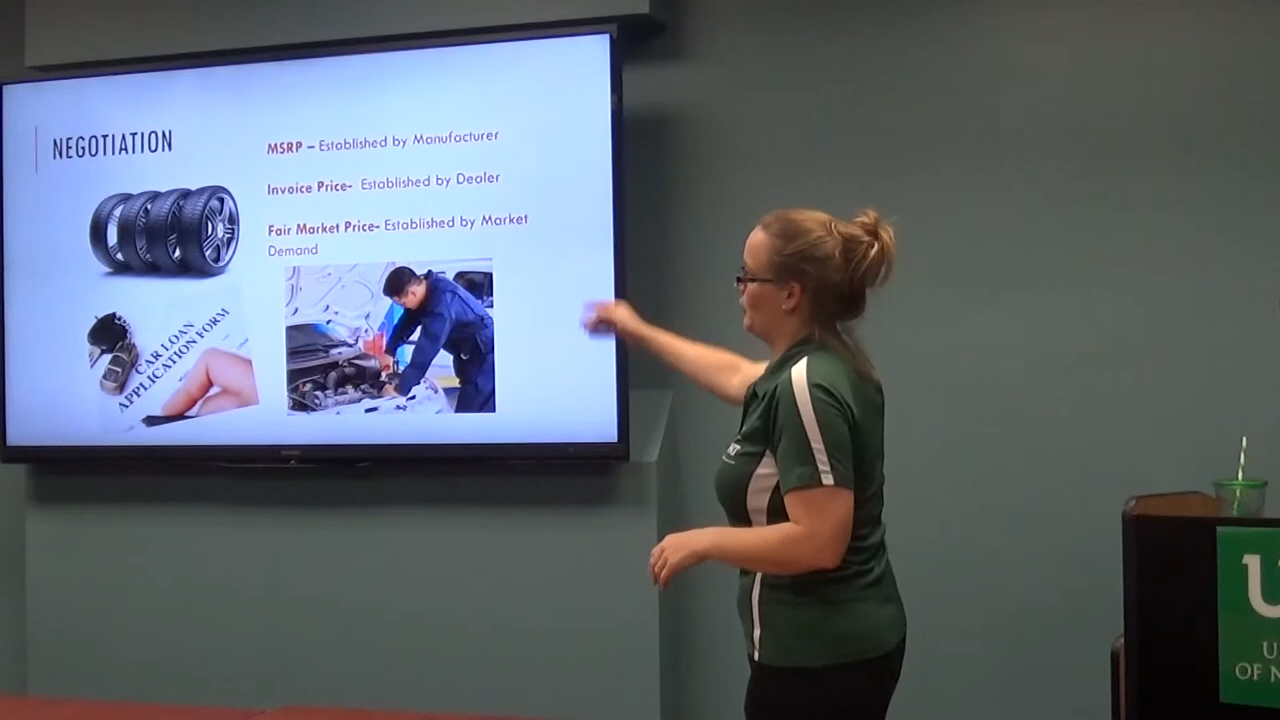 NEGOTIATION
MSRP – Established by Manufacturer
Invoice Price- Established by Dealer
Fair Market Price- Established by Market
Demand
CAR LOAN
APPLICATION FORM
OF N